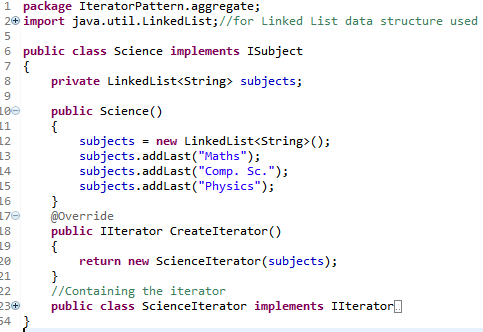 1 package IteratorPattern.aggregate;
2 import java.util.LinkedList;//for Linked List data structure used
5
6 public class Science implements ISubject
7 {
8 private LinkedList<String> subjects;
9
10 public Science()
11 {
12 subjects = new LinkedList<String>();
13 subjects.addLast("Maths");
14 subjects.addLast("Comp. Sc.");
15 subjects.addLast("Physics");
16 }
17 @Override
18 public IIterator CreateIterator()
19 {
20 return new ScienceIterator(subjects);
21 }
22 //Containing the iterator
23 public class ScienceIterator implements IIterator
54 }